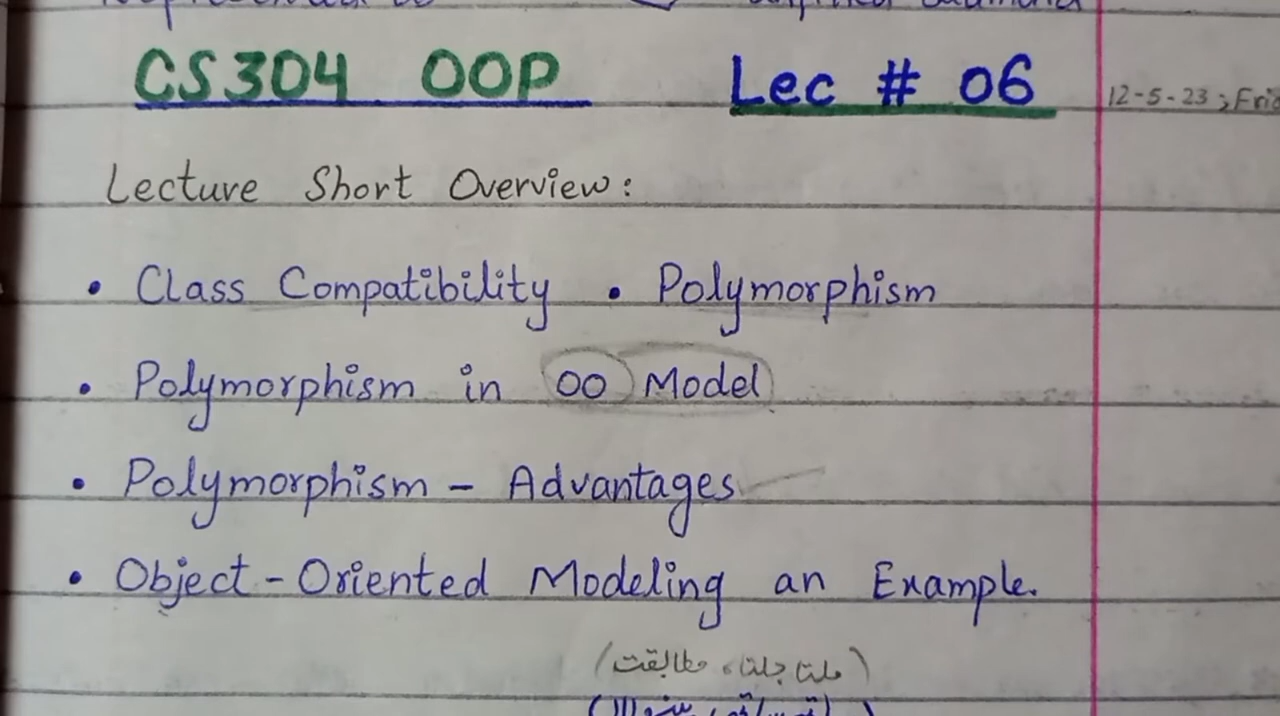 CS304 OOP Lec # 06 12-5-23 ; Fri
Lecture Short Overview :
• Class Compatibility • Polymorphism
• Polymorphism in OO Model
• Polymorphism - Advantages
• Object-Oriented Modeling an Example.
(ملتا جلتا، مطابقت)